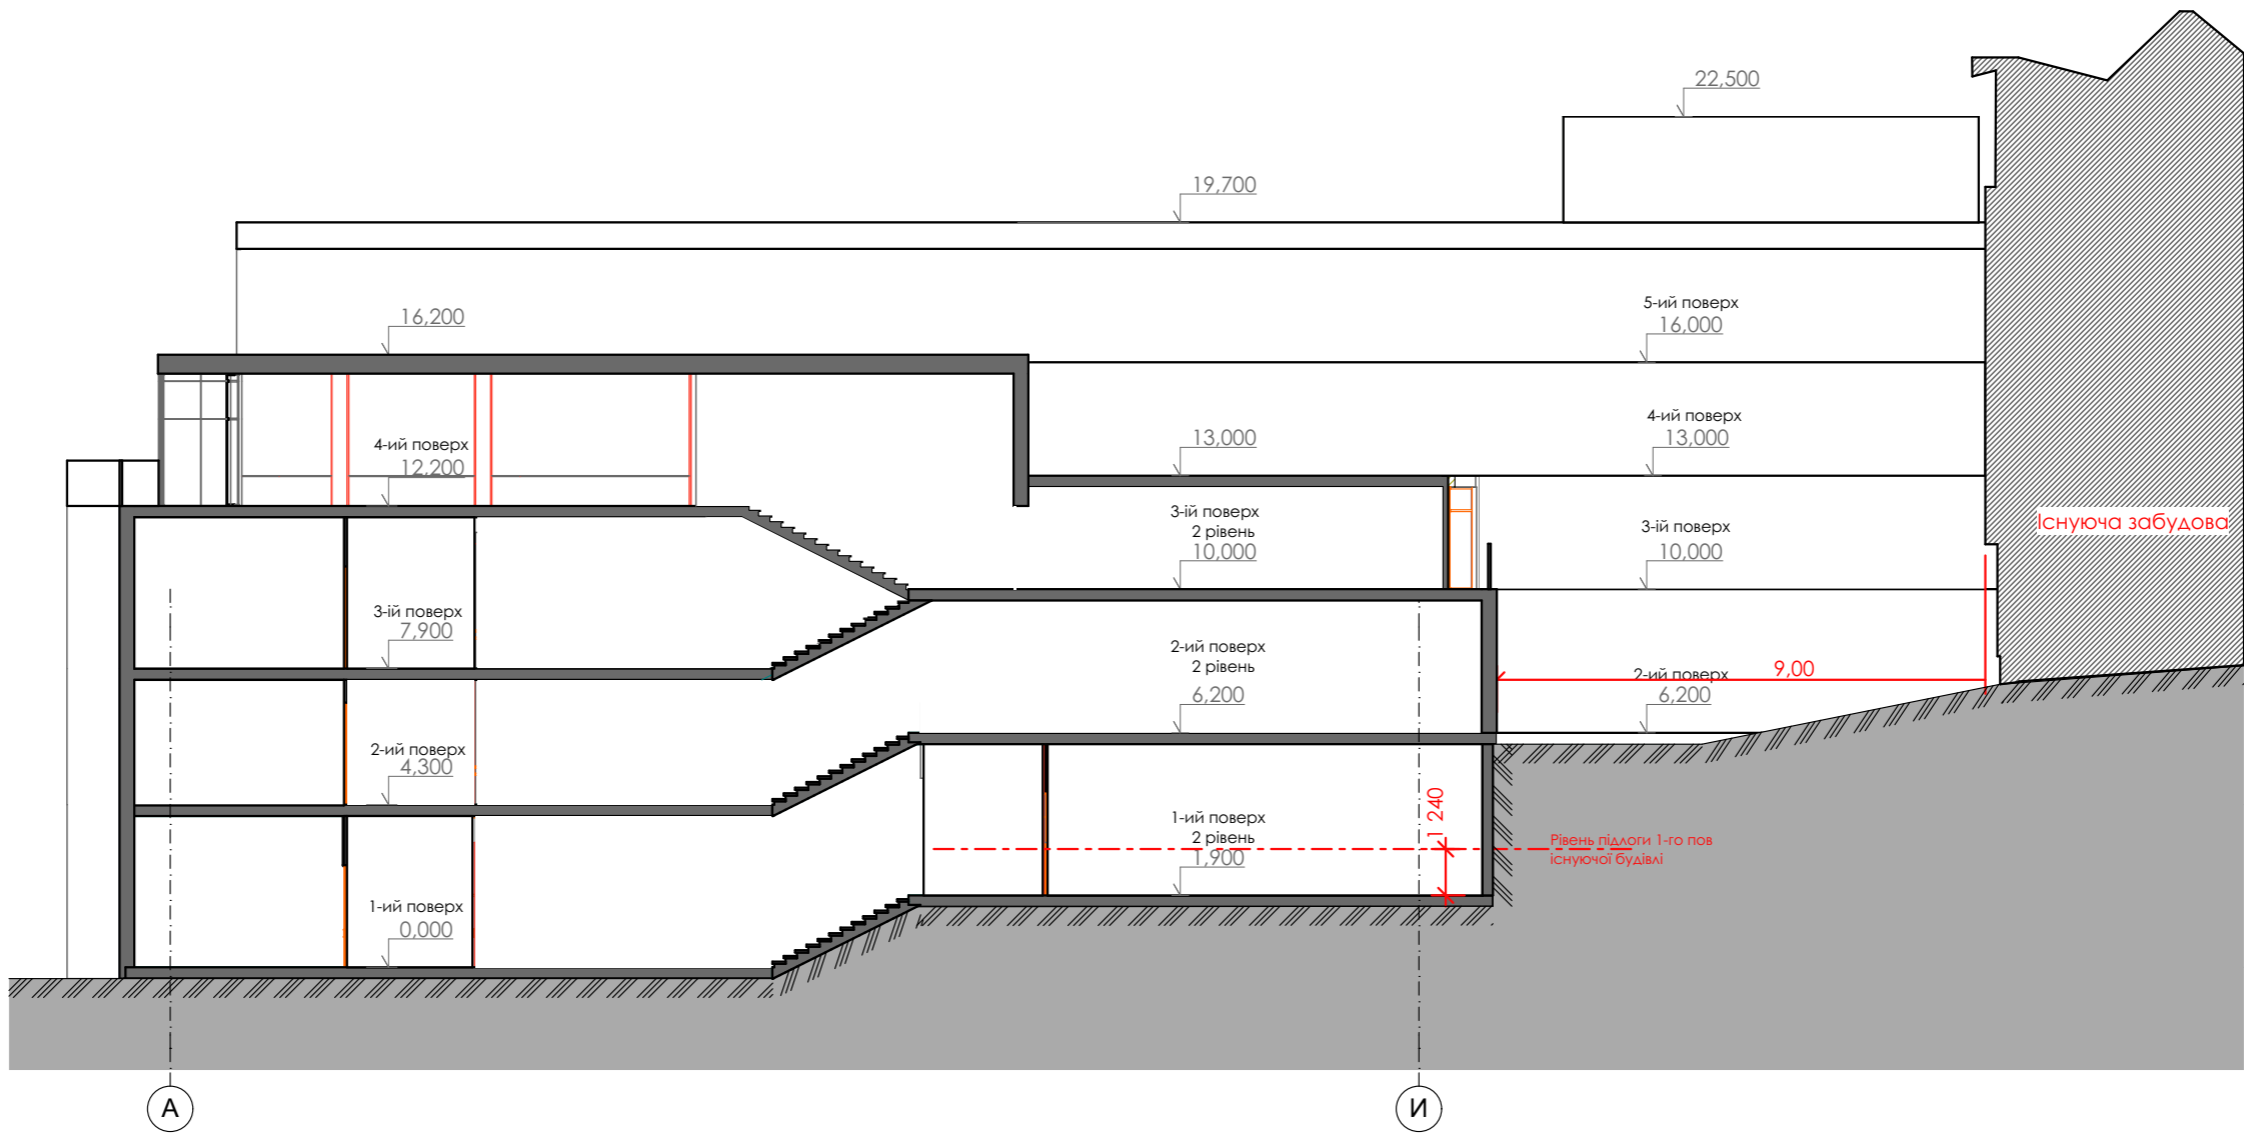 22,500
19,700
5-ий поверх
16,000
16,200
4-ий поверх
13,000
13,000
4-ий поверх
12,200
3-ій поверх
2 рівень
10,000
3-ій поверх
10,000
Існуюча забудова
3-ій поверх
7,900
2-ий поверх
2 рівень
6,200
2-ий поверх
6,200
9,00
2-ий поверх
4,300
1-ий поверх
2 рівень
1,900
1 240
Рівень підлоги 1-го пов
існуючої будівлі
1-ий поверх
0,000
А
И